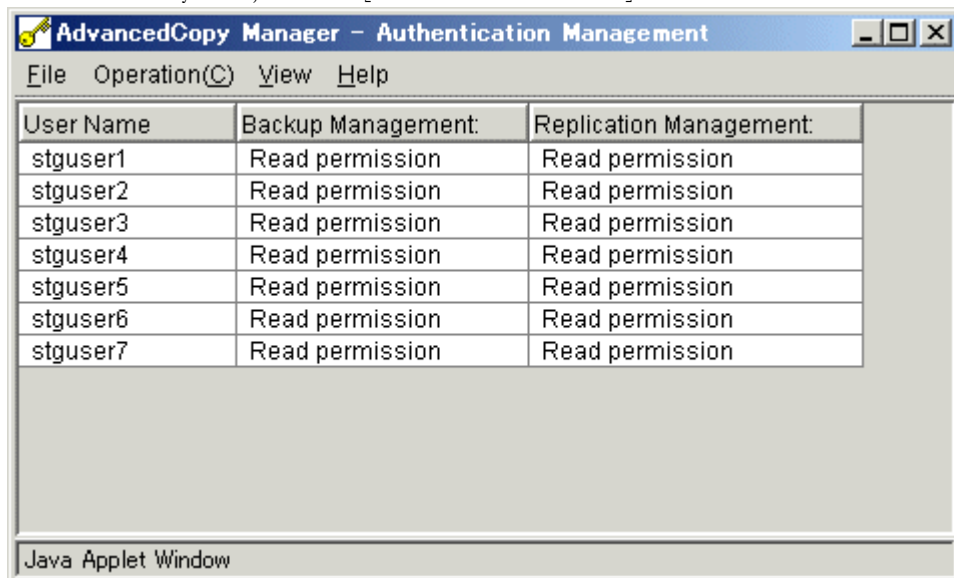 AdvancedCopy Manager - Authentication Management
File Operation(C) View Help
User Name Backup Management: Replication Management:
stguser1 Read permission Read permission
stguser2 Read permission Read permission
stguser3 Read permission Read permission
stguser4 Read permission Read permission
stguser5 Read permission Read permission
stguser6 Read permission Read permission
stguser7 Read permission Read permission
Java Applet Window